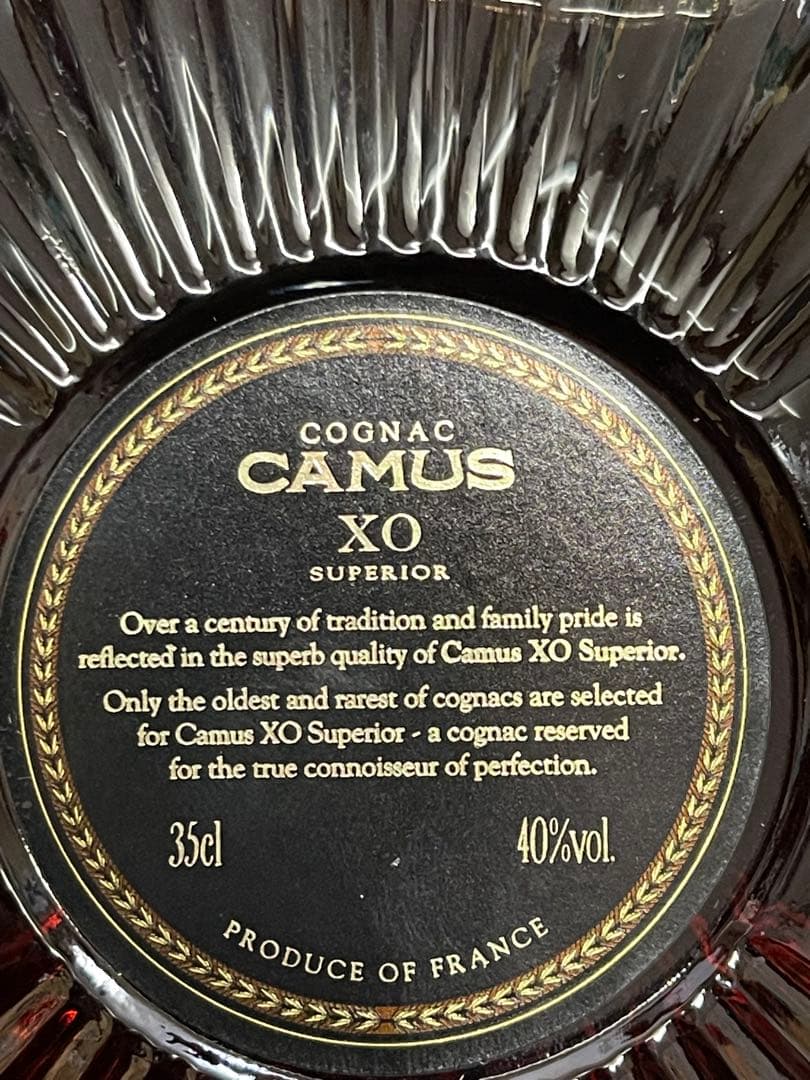 COGNAC
CAMUS
XO
SUPERIOR
Over a century of tradition and family pride is
reflected in the superb quality of Camus XO Superior.
Only the oldest and rarest of cognacs are selected
for Camus XO Superior - a cognac reserved
for the true connoisseur of perfection.
35cl 40%vol.
PRODUCE OF FRANCE